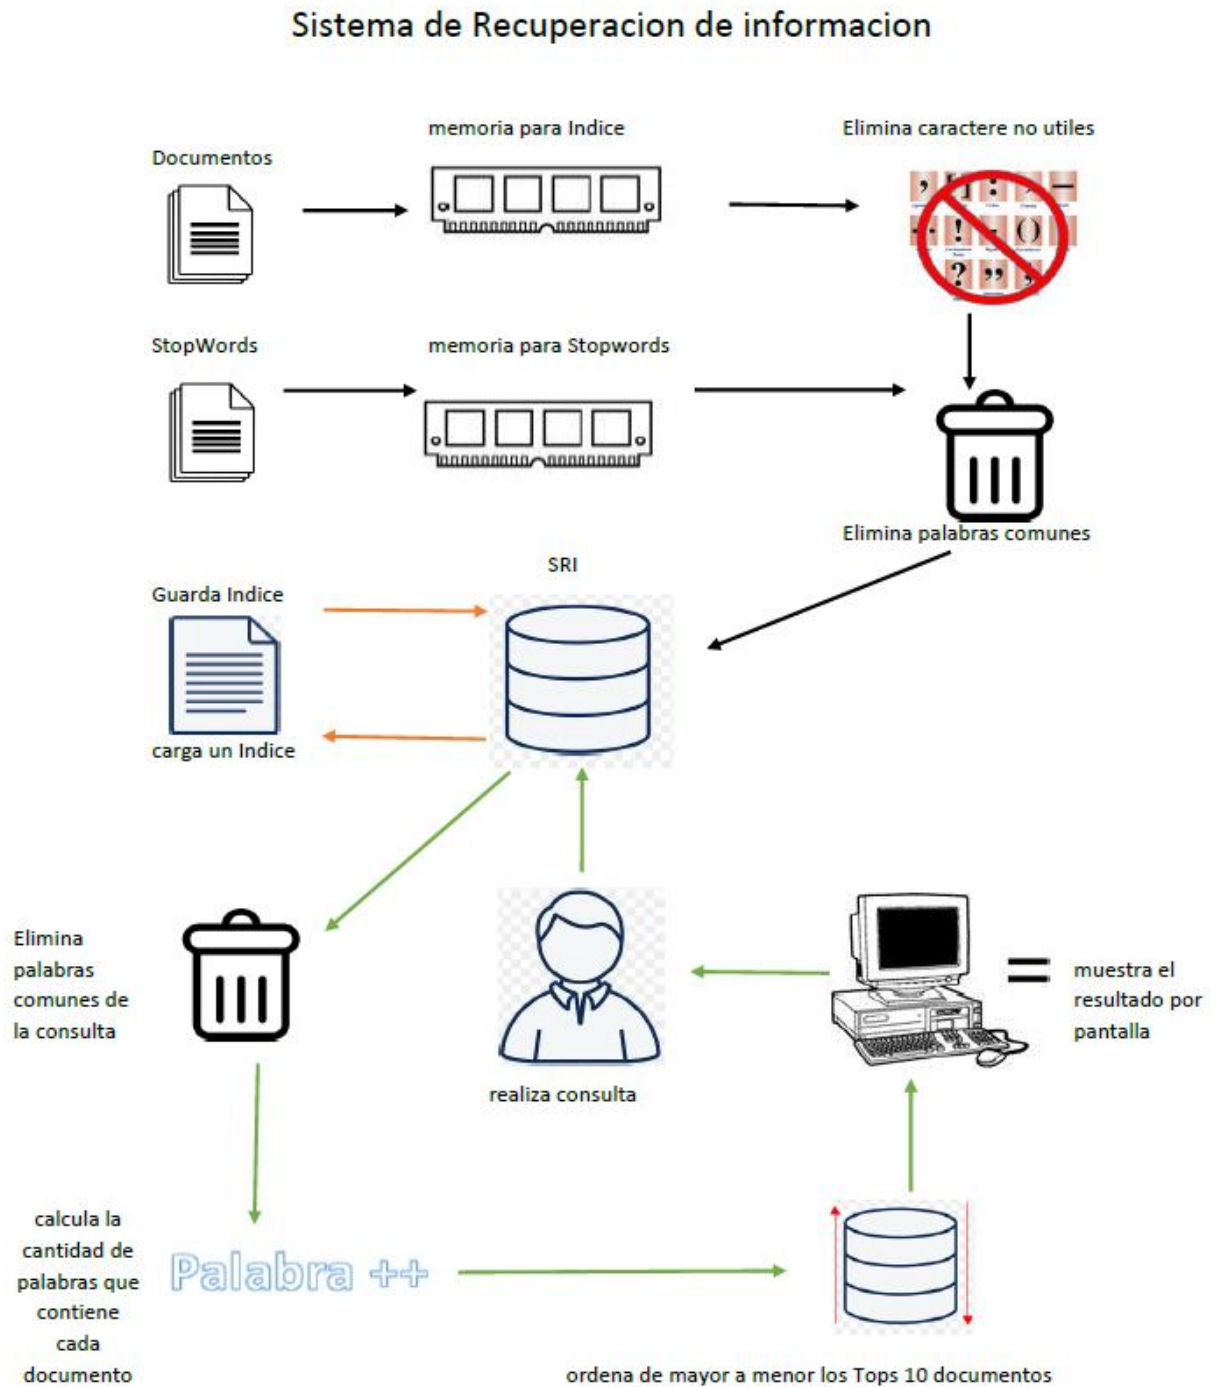 Sistema de Recuperacion de informacion
memoria para Indice
Elimina caractere no utiles
Documentos
StopWords
memoria para Stopwords
Elimina palabras comunes
SRI
Guarda Indice
carga un Indice
Elimina
palabras
comunes de
la consulta
realiza consulta
muestra el
resultado por
pantalla
calcula la
cantidad de
palabras que
contiene
cada
documento
Palabra ++
ordena de mayor a menor los Tops 10 documentos